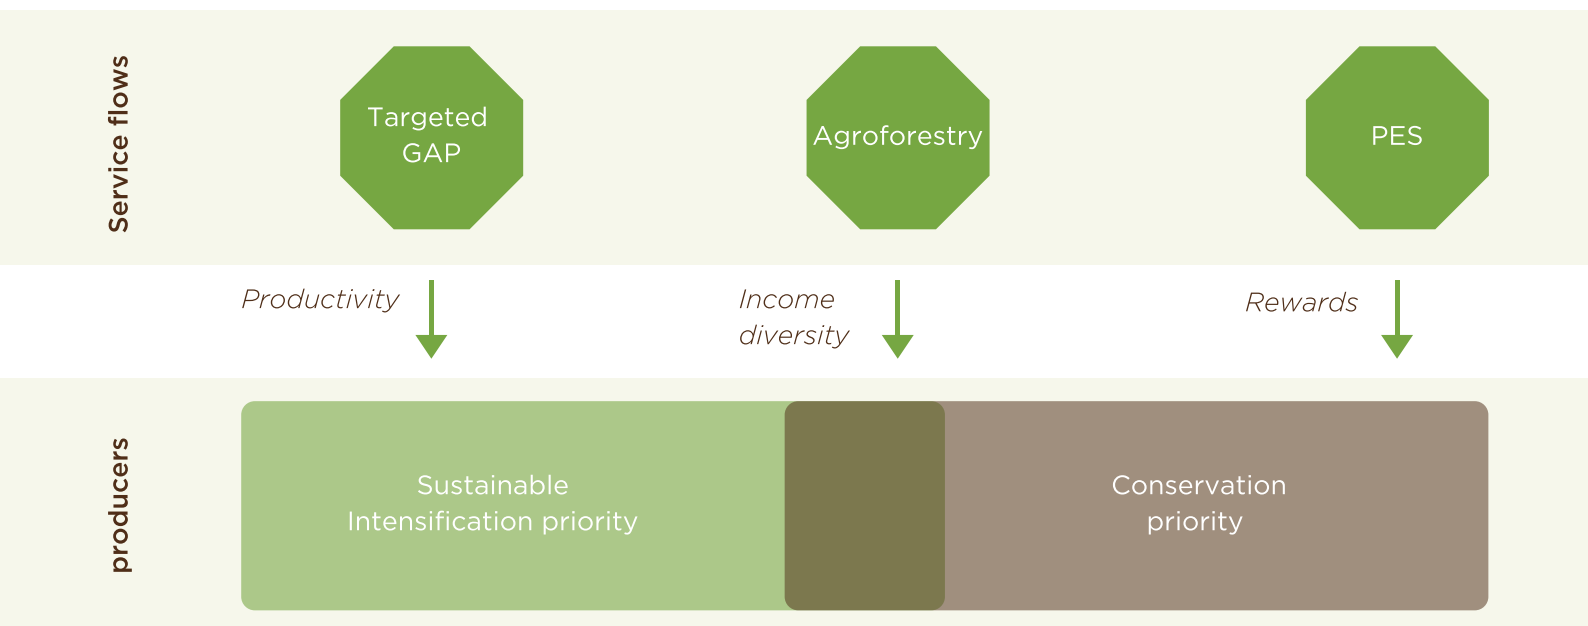 Service flows
Targeted
GAP
Agroforestry
PES
Productivity
Income
diversity
Rewards
producers
Sustainable
Intensification priority
Conservation
priority